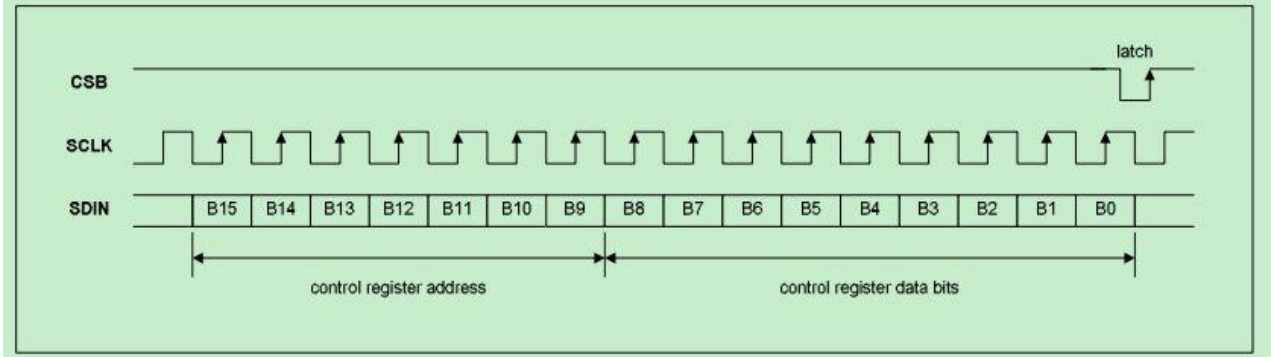 latch
CSB
SCLK
SDIN B15 B14 B13 B12 B11 B10 B9 B8 B7 B6 B5 B4 B3 B2 B1 B0
control register address control register data bits